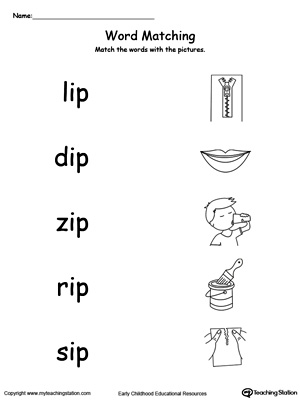 Name:
Word Matching
Match the words with the pictures.
lip
dip
zip
rip
sip
Copyright www.myteachingstation.com
Early Childhood Educational Resources
MyTeachingStation